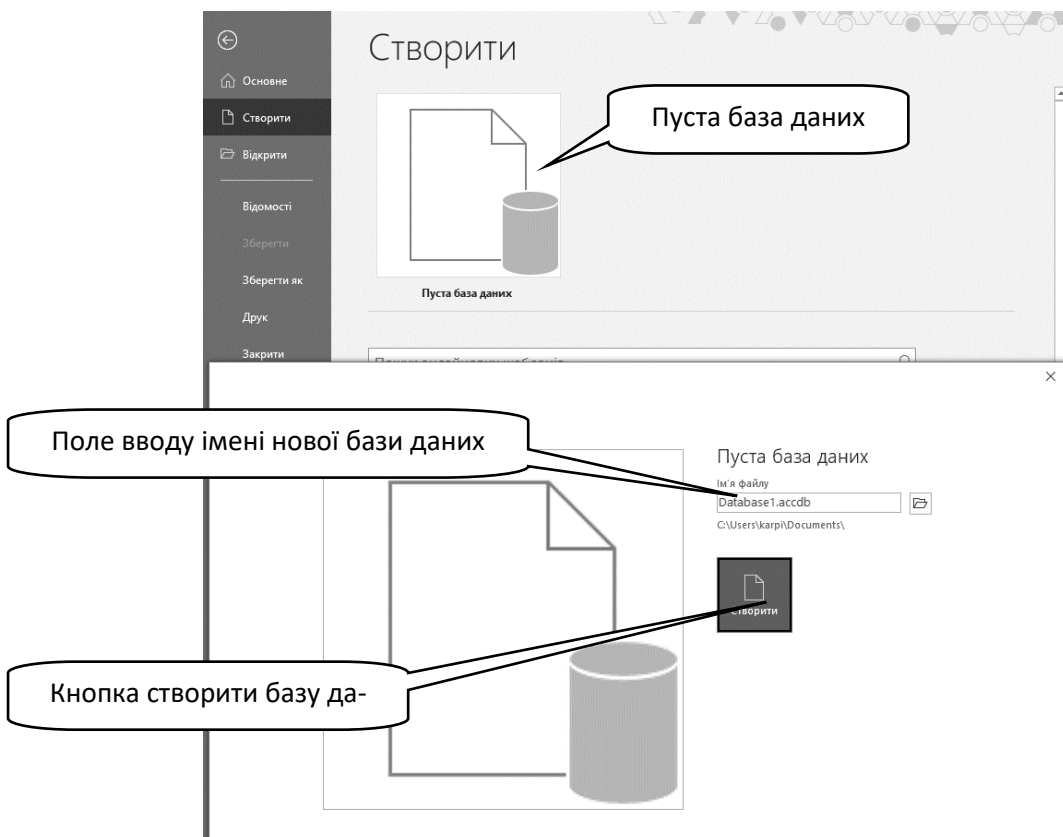 Створити
Основне
Створити
Відкрити
Відомості
Зберегти
Зберегти як
Друк
Закрити
Пуста база даних
Пуста база даних
Поле вводу імені нової бази даних
Пуста база даних
Ім'я файлу
Database1.accdb
C:\Users\karpi\Documents\
Створити
Кнопка створити базу да-